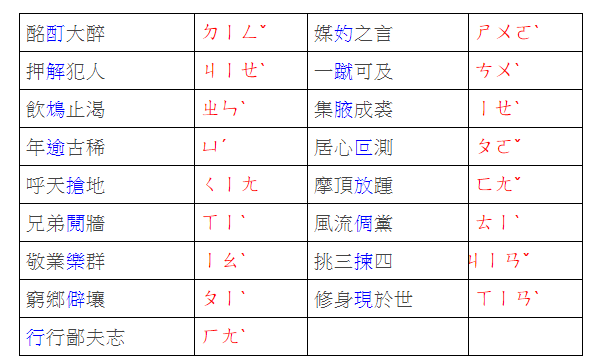 酩酊大醉 ㄉㄧㄥˇ 媒妁之言 ㄕㄨㄛˋ
押解犯人 ㄐㄧㄝˋ 一蹴可及 ㄘㄨˋ
飲鴆止渴 ㄓㄣˋ 集腋成裘 ㄧㄝˋ
年逾古稀 ㄩˊ 居心叵測 ㄆㄛˇ
呼天搶地 ㄑㄧㄤ 摩頂放踵 ㄈㄤˇ
兄弟鬩牆 ㄒㄧˋ 風流倜黨 ㄊㄧˋ
敬業樂群 ㄧㄠˋ 挑三揀四 ㄐㄧㄢˇ
窮鄉僻壤 ㄆㄧˋ 修身現於世 ㄒㄧㄢˋ
行行鄙夫志 ㄏㄤˋ